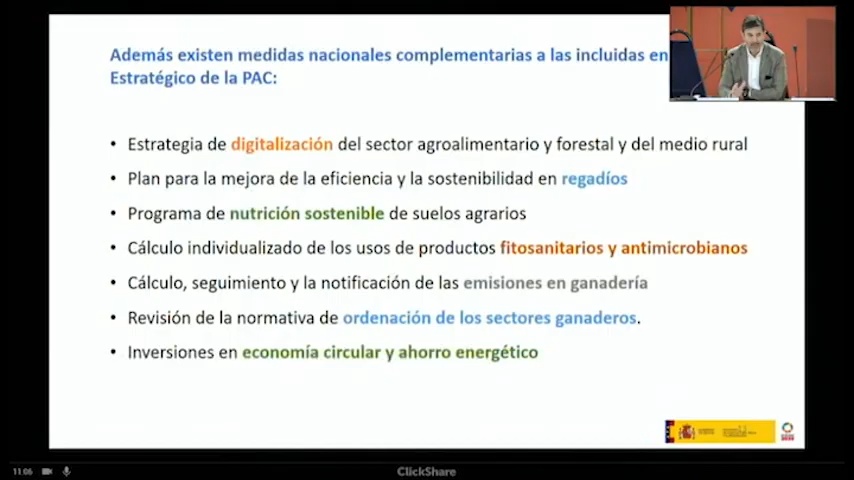 Además existen medidas nacionales complementarias a las incluidas en
Estratégico de la PAC:
• Estrategia de digitalización del sector agroalimentario y forestal y del medio rural
• Plan para la mejora de la eficiencia y la sostenibilidad en regadíos
• Programa de nutrición sostenible de suelos agrarios
• Cálculo individualizado de los usos de productos fitosanitarios y antimicrobianos
• Cálculo, seguimiento y la notificación de las emisiones en ganadería
• Revisión de la normativa de ordenación de los sectores ganaderos.
• Inversiones en economía circular y ahorro energético
11:06
ClickShare